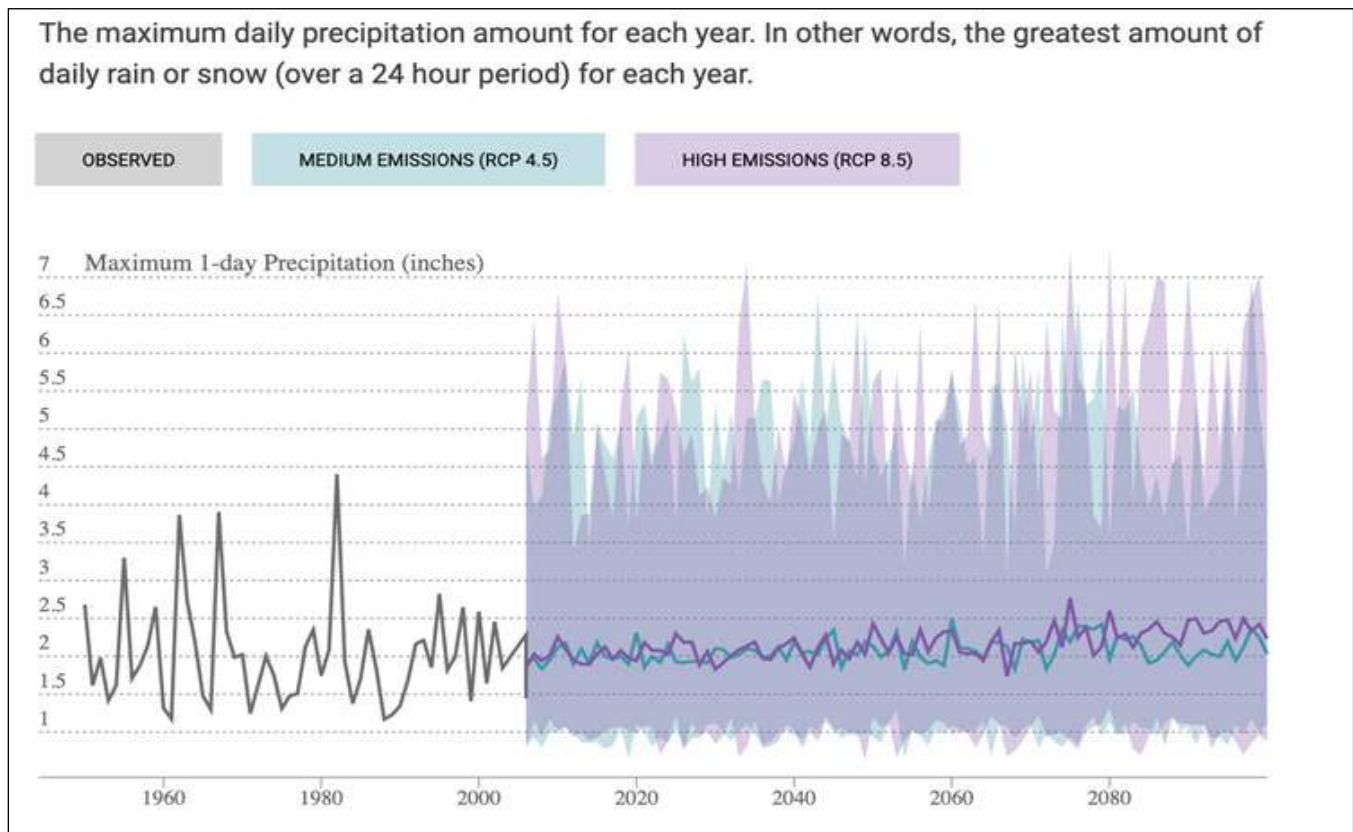 The maximum daily precipitation amount for each year. In other words, the greatest amount of
daily rain or snow (over a 24 hour period) for each year.
OBSERVED MEDIUM EMISSIONS (RCP 4.5) HIGH EMISSIONS (RCP 8.5)
7 Maximum 1-day Precipitation (inches)
6.5
6
5.5
5
4.5
4
3.5
3
2.5
2
1.5
1
1960 1980 2000 2020 2040 2060 2080